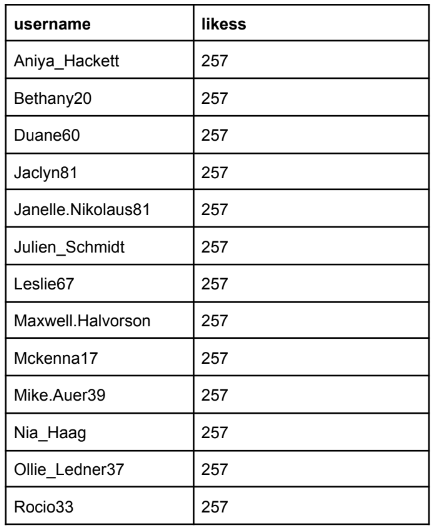 username likess
Aniya_Hackett 257
Bethany20 257
Duane60 257
Jaclyn81 257
Janelle.Nikolaus81 257
Julien_Schmidt 257
Leslie67 257
Maxwell.Halvorson 257
Mckenna17 257
Mike.Auer39 257
Nia_Haag 257
Ollie_Ledner37 257
Rocio33 257